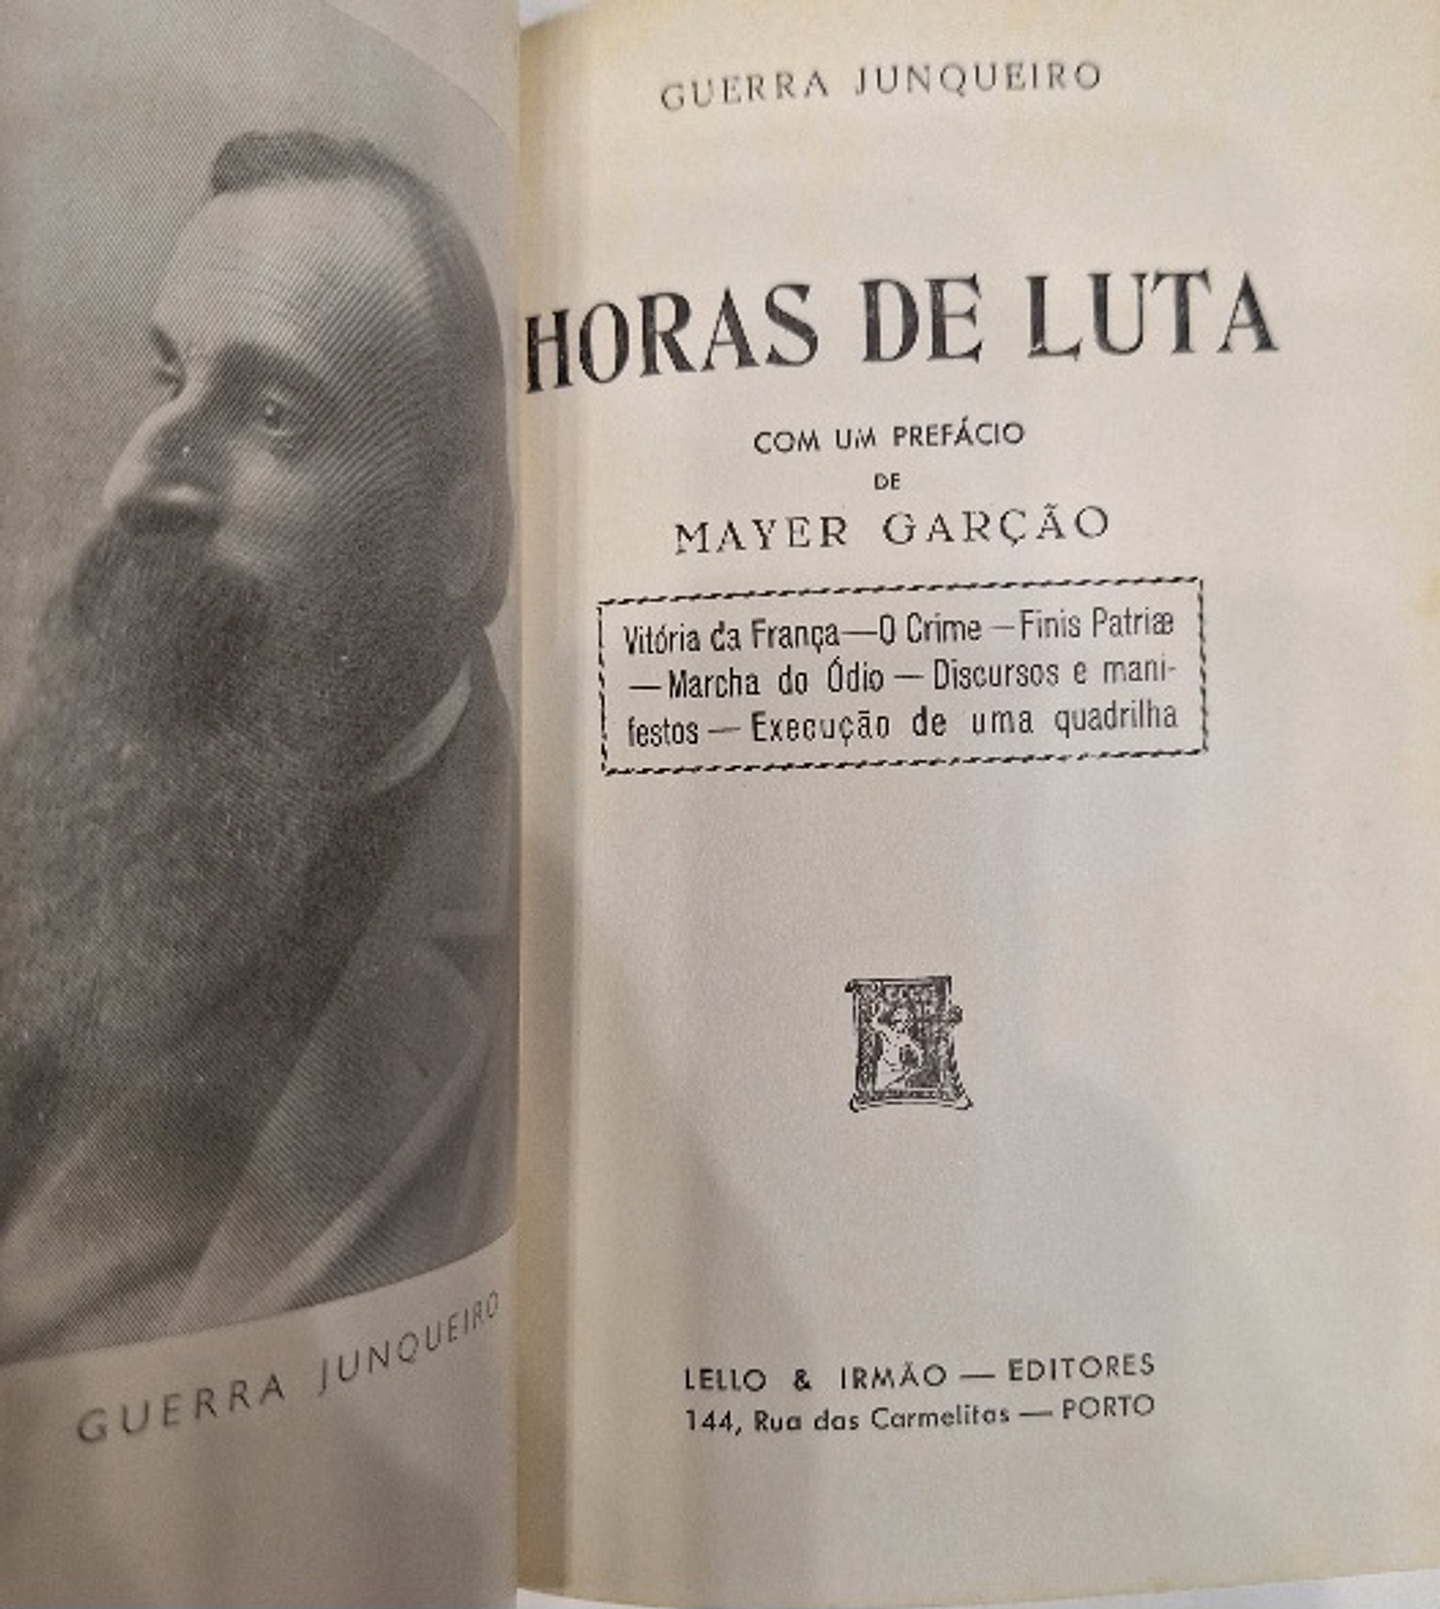 GUERRA JUNQUEIRO
GUERRA JUNQUEIRO
HORAS DE LUTA
COM UM PREFÁCIO
DE
MAYER GARÇÃO
Vitória da França—O Crime—Finis Patriæ
—Marcha do Ódio—Discursos e mani-
festos—Execução de uma quadrilha
LELLO & IRMÃO — EDITORES
144, Rua das Carmelitas — PORTO